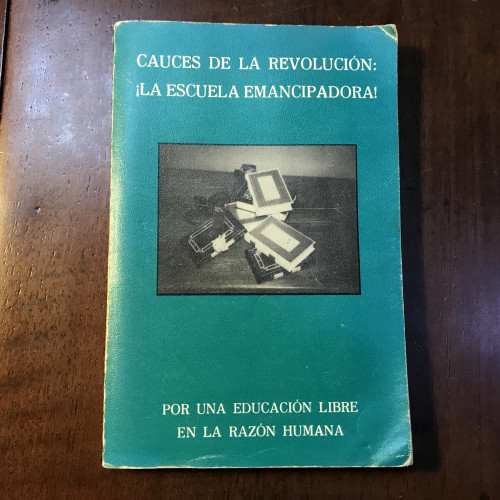 CAUCES DE LA REVOLUCIÓN:
¡LA ESCUELA EMANCIPADORA!
POR UNA EDUCACIÓN LIBRE
EN LA RAZÓN HUMANA